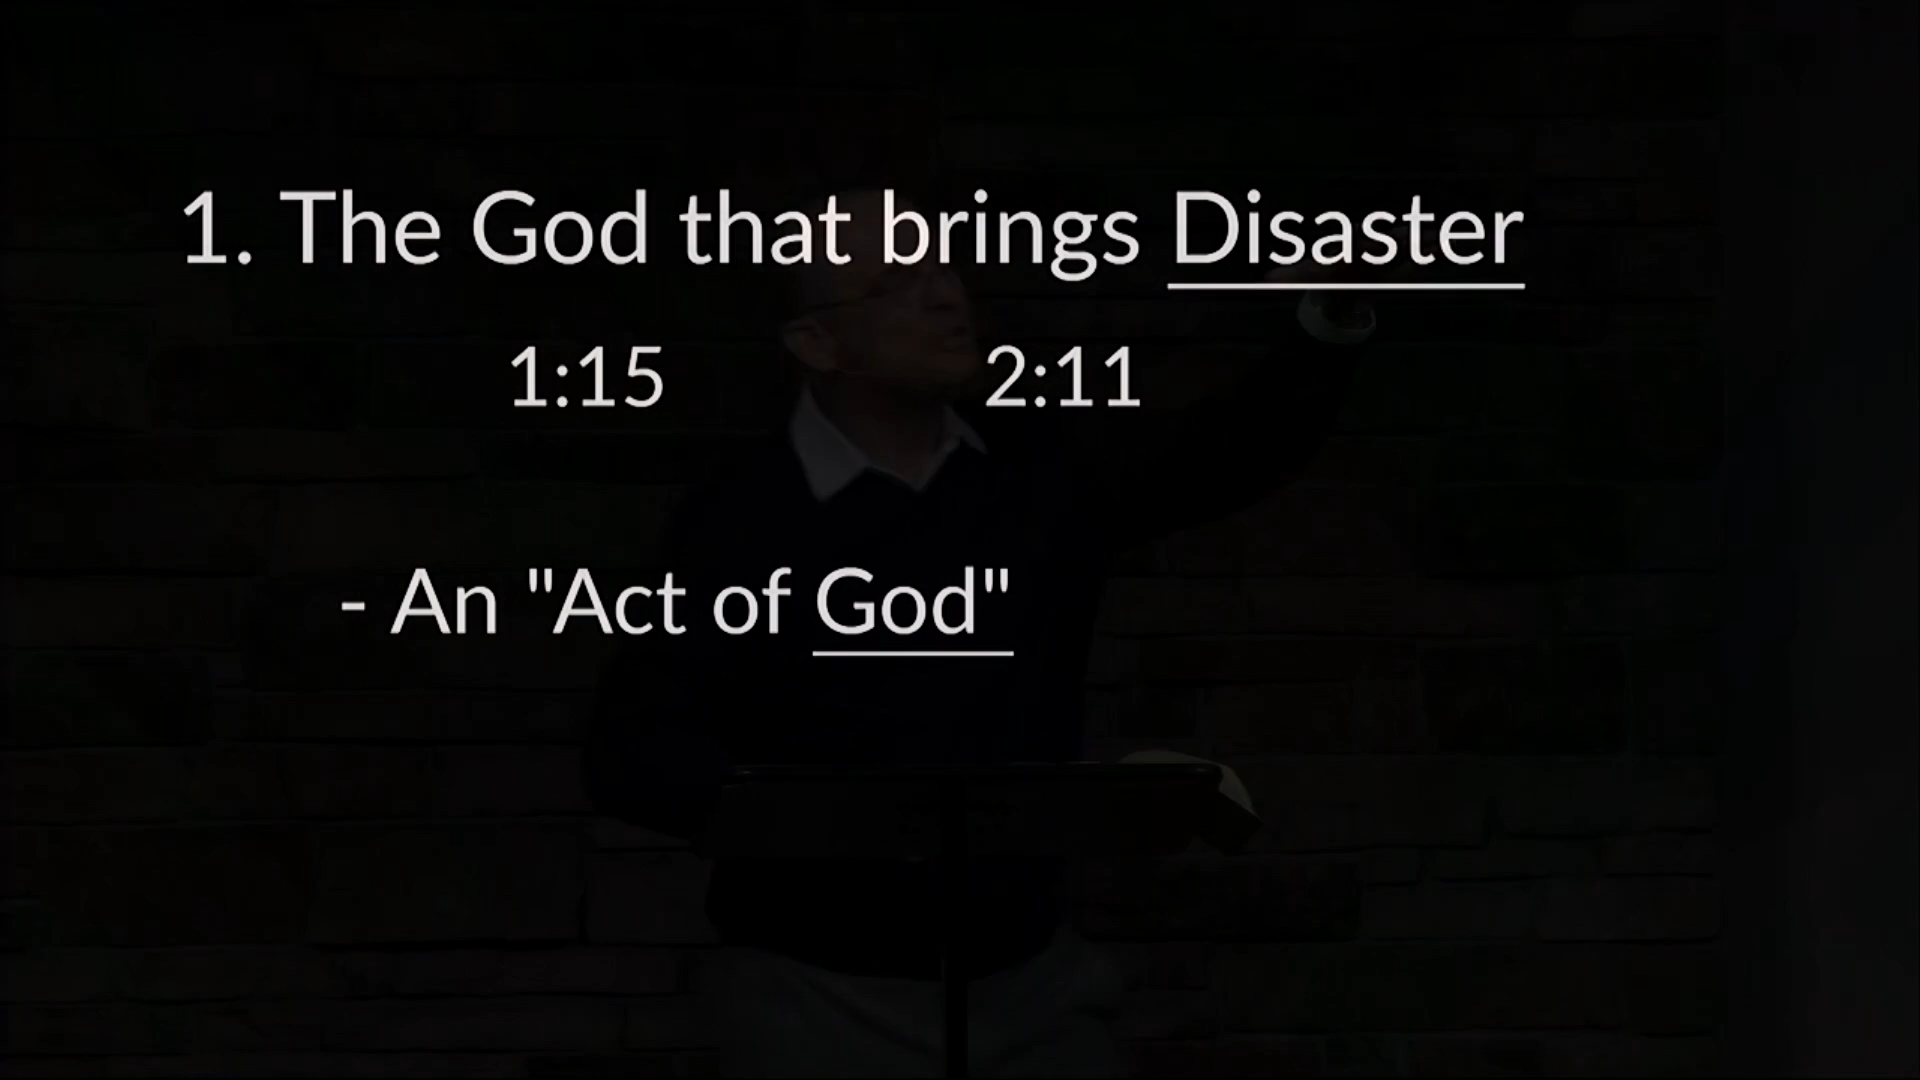 1. The God that brings Disaster
1:15 2:11
- An "Act of God"